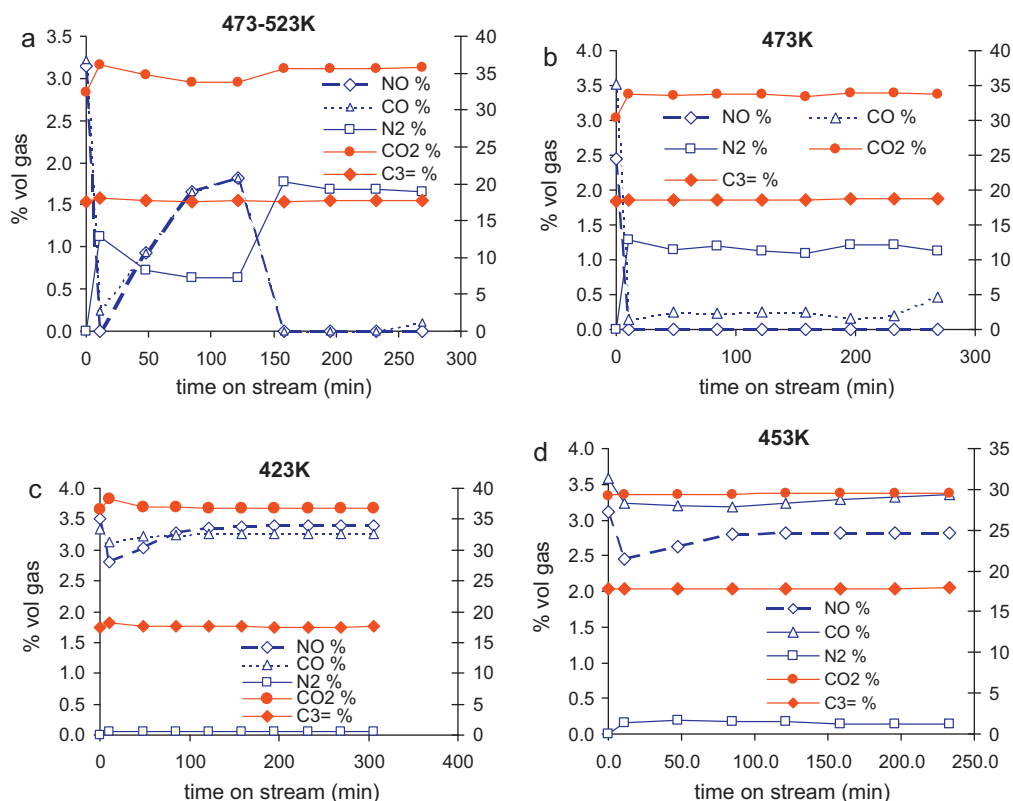 a
473-523K
3.5
3.0
2.5
2.0
1.5
1.0
0.5
0.0
% vol gas
40
35
30
25
20
15
10
5
0
NO %
CO %
N2 %
CO2 %
C3= %
0 50 100 150 200 250 300
time on stream (min)
b
473K
4.0
3.5
3.0
2.5
2.0
1.5
1.0
0.5
0.0
% vol gas
40
35
30
25
20
15
10
5
0
NO % CO %
N2 % CO2 %
C3= %
0 100 200 300
time on stream (min)
c
423K
4.0
3.5
3.0
2.5
2.0
1.5
1.0
0.5
0.0
% vol gas
40
35
30
25
20
15
10
5
0
NO %
CO %
N2 %
CO2 %
C3= %
0 100 200 300 400
time on stream (min)
d
453K
4.0
3.5
3.0
2.5
2.0
1.5
1.0
0.5
0.0
% vol gas
35
30
25
20
15
10
5
0
NO %
CO %
N2 %
CO2 %
C3= %
0.0 50.0 100.0 150.0 200.0 250.0
time on stream (min)